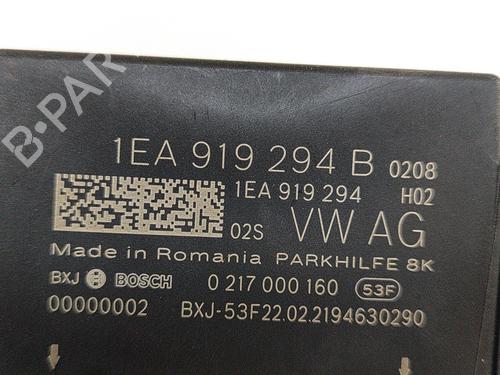 1EA 919 294 B 0208
1EA 919 294 H02
02S VW AG
Made in Romania PARKHILFE 8K
BXJ BOSCH 0 217 000 160 53F
00000002 BXJ-53F22.02.2194630290
B-PARTS